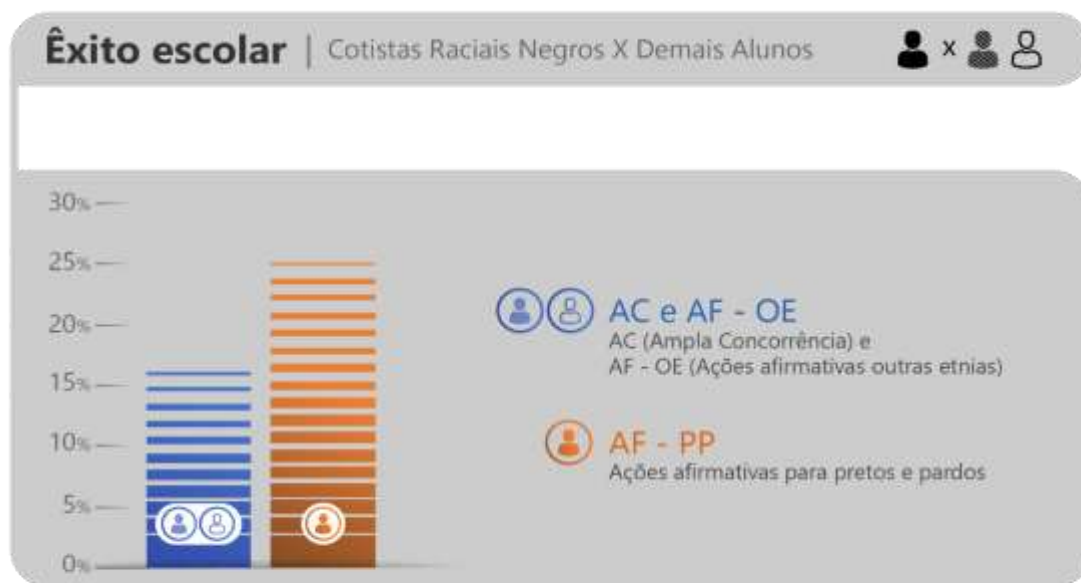 Êxito escolar | Cotistas Raciais Negros X Demais Alunos
x
30%
25%
20%
15%
10%
5%
0%
AC e AF - OE
AC (Ampla Concorrência) e
AF - OE (Ações afirmativas outras etnias)
AF - PP
Ações afirmativas para pretos e pardos